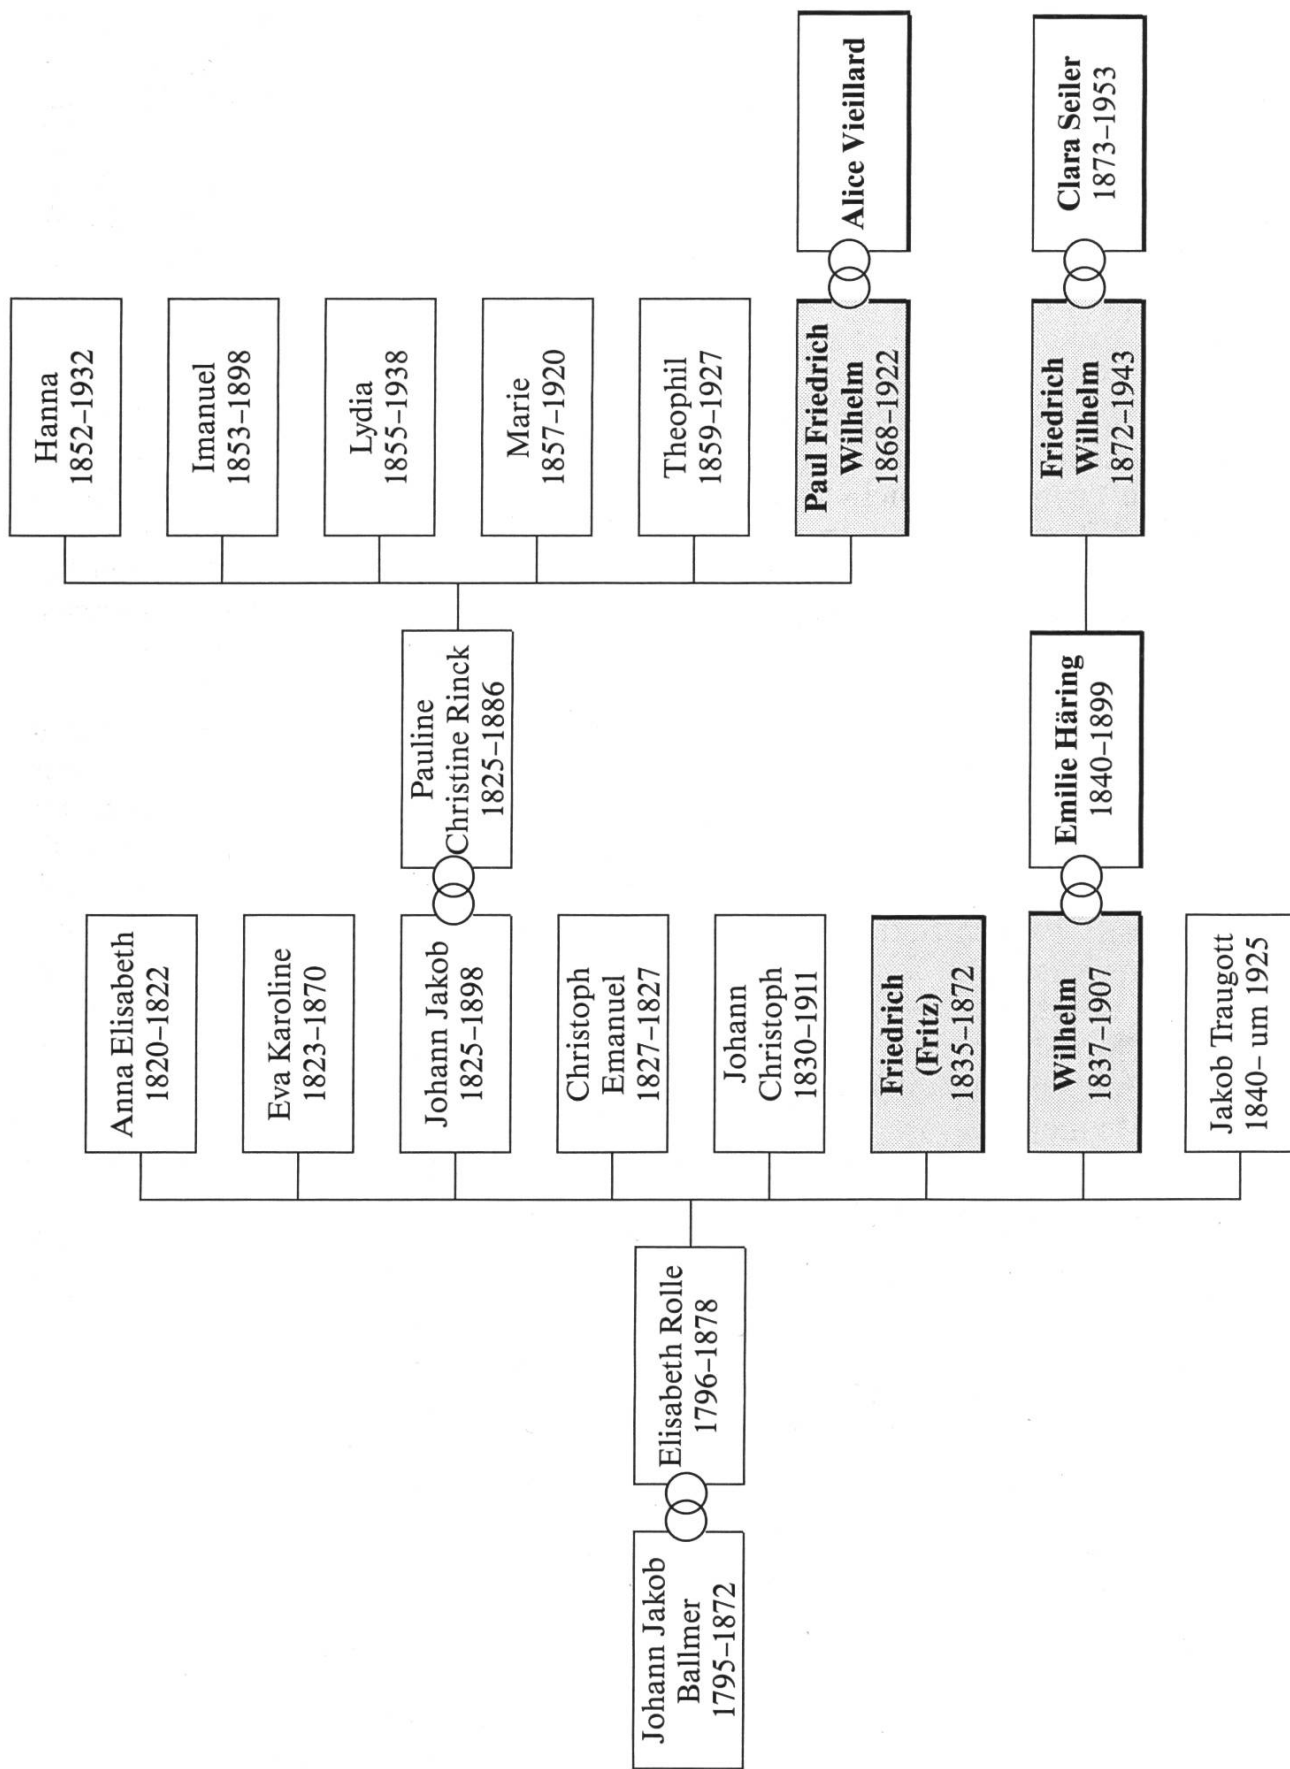 Johann Jakob
Ballmer
1795–1872
Elisabeth Rolle
1796–1878
Anna Elisabeth
1820–1822
Eva Karoline
1823–1870
Johann Jakob
1825–1898
Christoph
Emanuel
1827–1827
Johann
Christoph
1830–1911
Friedrich
(Fritz)
1835–1872
Wilhelm
1837–1907
Jakob Traugott
1840– um 1925
Pauline
Christine Rinck
1825–1886
Emilie Häring
1840–1899
Hanna
1852–1932
Imanuel
1853–1898
Lydia
1855–1938
Marie
1857–1920
Theophil
1859–1927
Paul Friedrich
Wilhelm
1868–1922
Friedrich
Wilhelm
1872–1943
Alice Vieillard
Clara Seiler
1873–1953